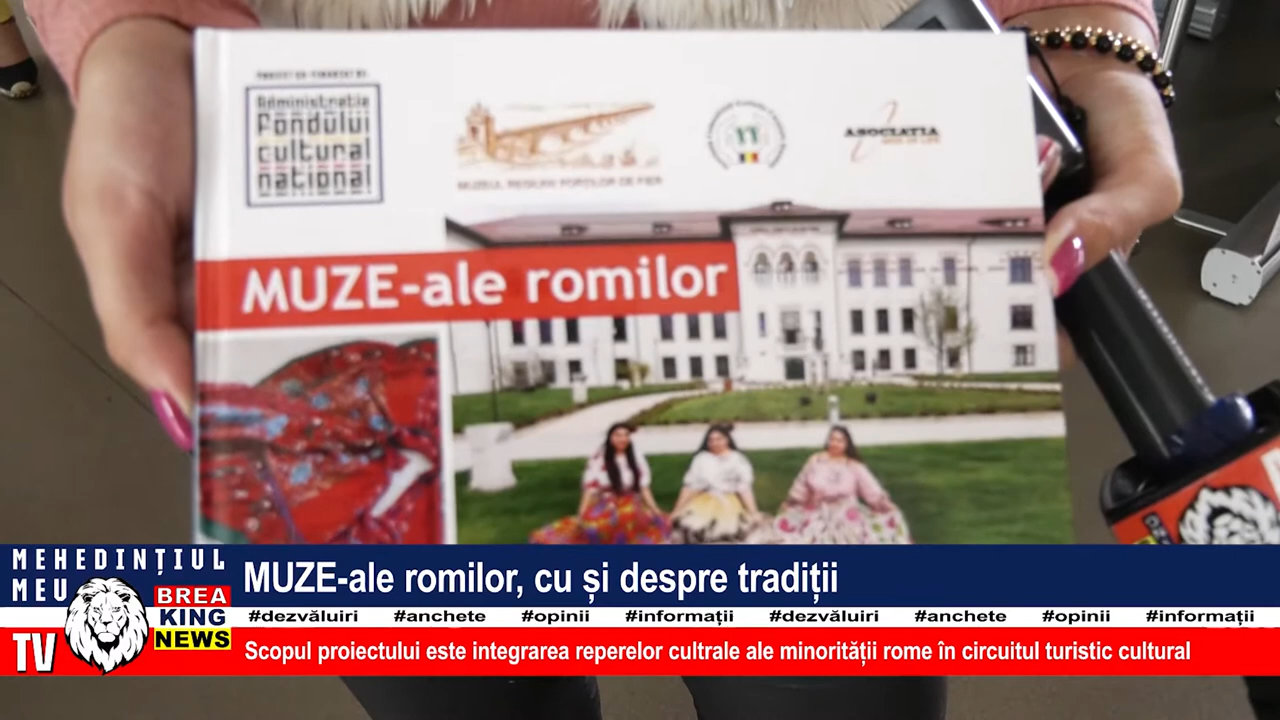 PROIECT CO-FINANȚAT DE:
Administrația
Fondului
cultural
național
MUZEUL REGIUNII PORȚILOR DE FIER
ASOCIATIA
MUZE-ale romilor
MEHEDINȚIUL
MEU
TV
BREA
KING
NEWS
MUZE-ale romilor, cu și despre tradiții
#dezvăluiri #anchete #opinii #informații #dezvăluiri #anchete #opinii #informații
Scopul proiectului este integrarea reperelor cultrale ale minorității rome în circuitul turistic cultural